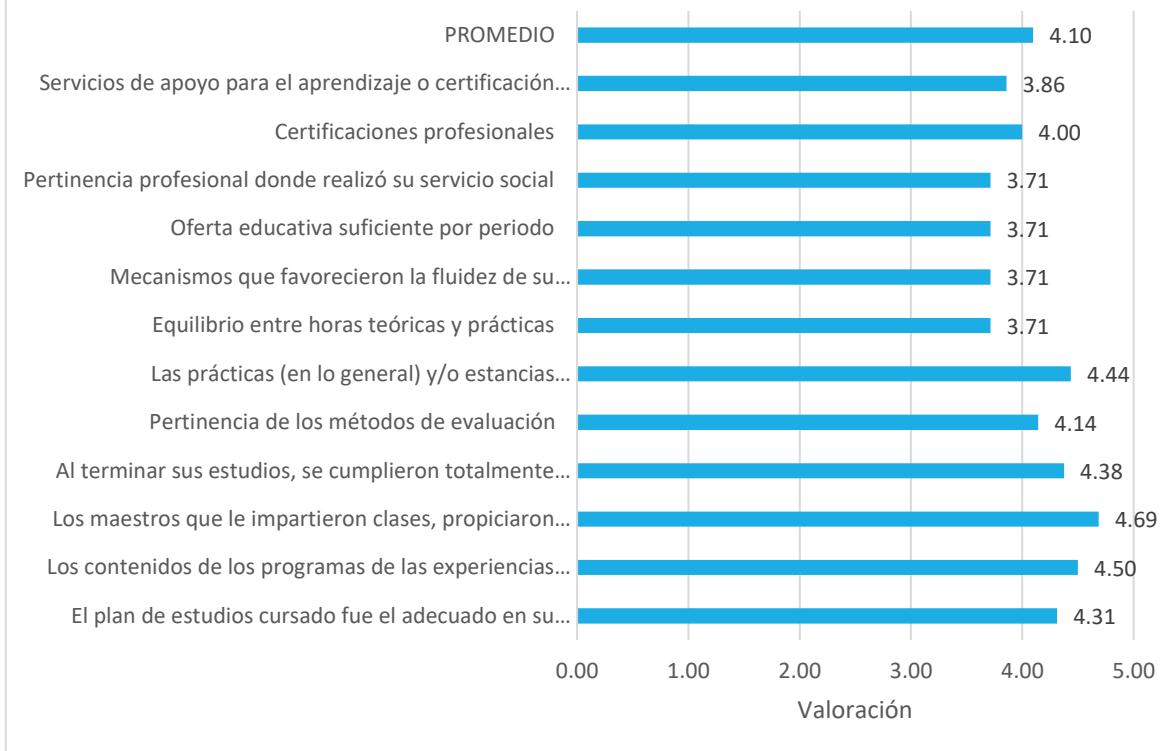 PROMEDIO 4.10
Servicios de apoyo para el aprendizaje o certificación... 3.86
Certificaciones profesionales 4.00
Pertinencia profesional donde realizó su servicio social 3.71
Oferta educativa suficiente por periodo 3.71
Mecanismos que favorecieron la fluidez de su... 3.71
Equilibrio entre horas teóricas y prácticas 3.71
Las prácticas (en lo general) y/o estancias... 4.44
Pertinencia de los métodos de evaluación 4.14
Al terminar sus estudios, se cumplieron totalmente... 4.38
Los maestros que le impartieron clases, propiciaron... 4.69
Los contenidos de los programas de las experiencias... 4.50
El plan de estudios cursado fue el adecuado en su... 4.31
0.00 1.00 2.00 3.00 4.00 5.00
Valoración